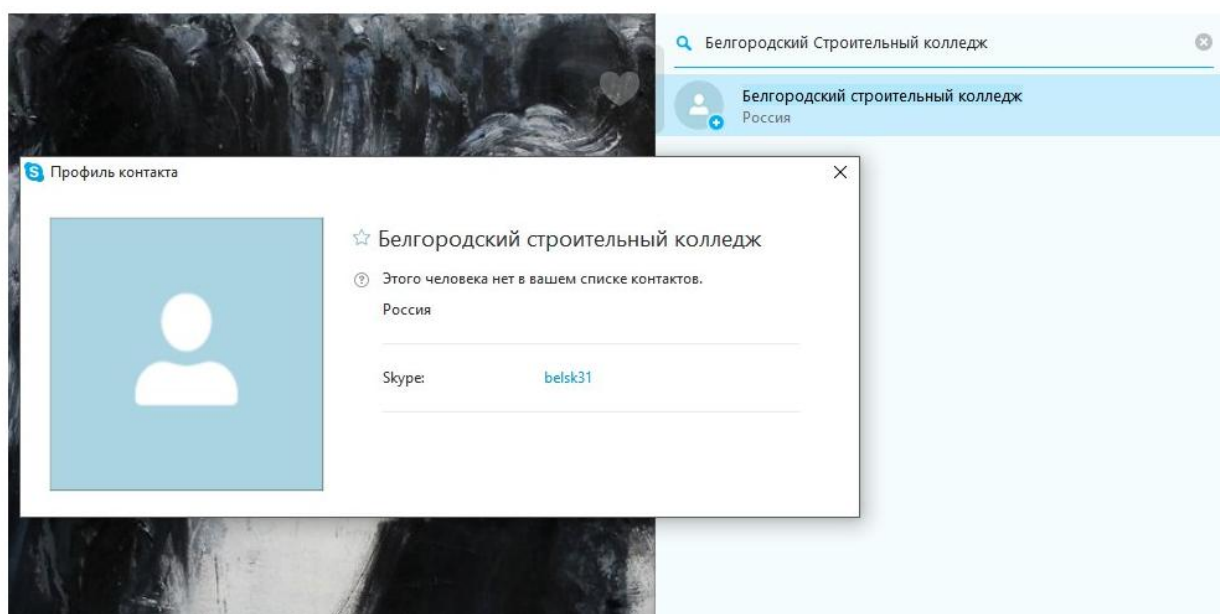 Белгородский Строительный колледж
Белгородский строительный колледж
Россия
Профиль контакта
Белгородский строительный колледж
Этого человека нет в вашем списке контактов.
Россия
Skype: belsk31